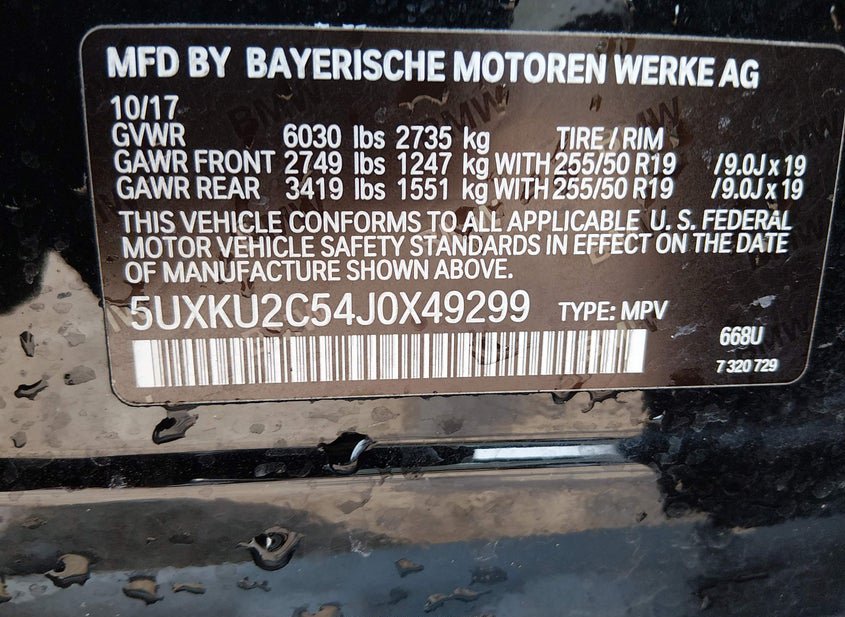 MFD BY BAYERISCHE MOTOREN WERKE AG
10/17
GVWR 6030 lbs 2735 kg TIRE / RIM
GAWR FRONT 2749 lbs 1247 kg WITH 255/50 R19 /9.0J x 19
GAWR REAR 3419 lbs 1551 kg WITH 255/50 R19 /9.0J x 19
THIS VEHICLE CONFORMS TO ALL APPLICABLE U. S. FEDERAL
MOTOR VEHICLE SAFETY STANDARDS IN EFFECT ON THE DATE
OF MANUFACTURE SHOWN ABOVE.
5UXKU2C54J0X49299 TYPE: MPV
668U
7 320 729